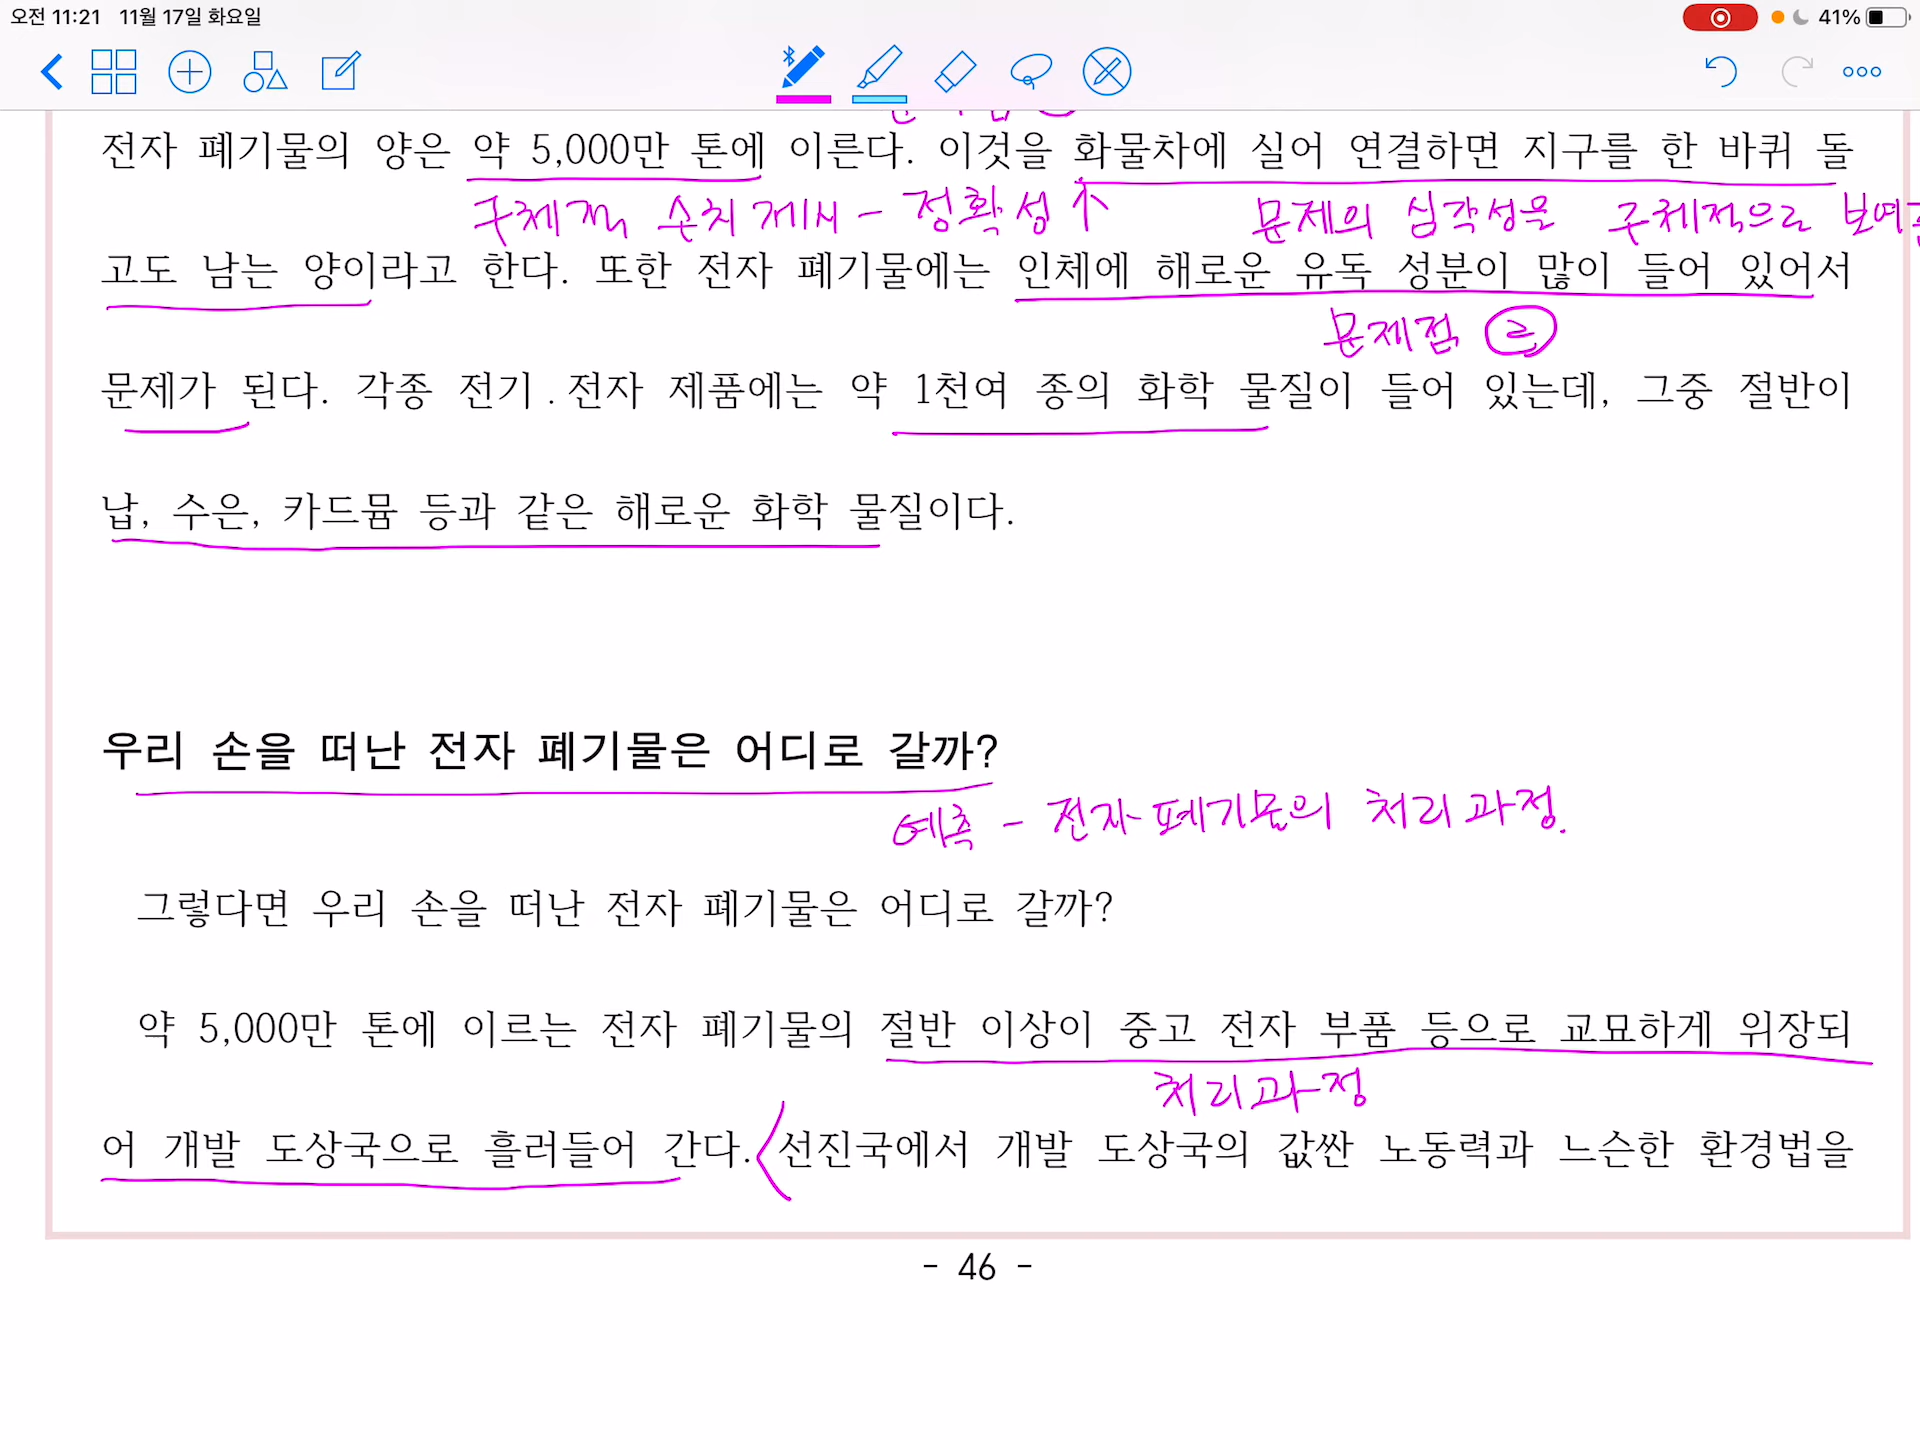 오전 11:21 11월 17일 화요일 41%
전자 폐기물의 양은 약 5,000만 톤에 이른다. 이것을 화물차에 실어 연결하면 지구를 한 바퀴 돌
구체적 수치 제시 - 정확성↑ 문제의 심각성을 구체적으로
고도 남는 양이라고 한다. 또한 전자 폐기물에는 인체에 해로운 유독 성분이 많이 들어 있어서
문제점 ②
문제가 된다. 각종 전기 . 전자 제품에는 약 1천여 종의 화학 물질이 들어 있는데, 그중 절반이
납, 수은, 카드뮴 등과 같은 해로운 화학 물질이다.
우리 손을 떠난 전자 폐기물은 어디로 갈까?
예측 - 전자폐기물의 처리과정.
그렇다면 우리 손을 떠난 전자 폐기물은 어디로 갈까?
약 5,000만 톤에 이르는 전자 폐기물의 절반 이상이 중고 전자 부품 등으로 교묘하게 위장되
처리과정
어 개발 도상국으로 흘러들어 간다. 선진국에서 개발 도상국의 값싼 노동력과 느슨한 환경법을
- 46 -